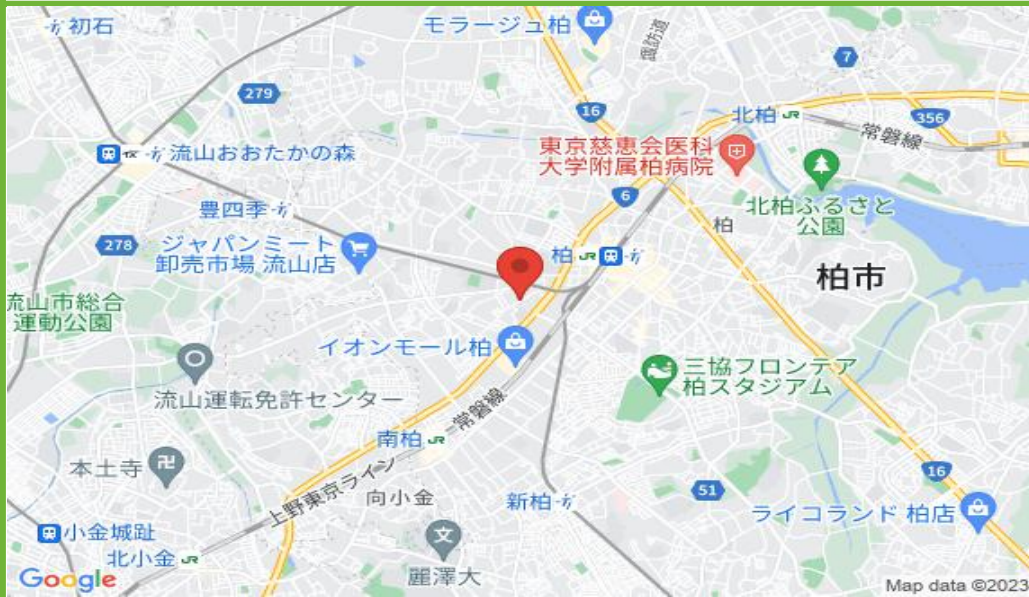 初石
モラージュ柏
諏訪道
7
279
16
北柏
356
常磐線
流山おおたかの森
東京慈恵会医科
大学附属柏病院
6
北柏ふるさと
公園
豊四季
278
ジャパンミート
卸売市場 流山店
柏
柏
柏市
流山市総合
運動公園
イオンモール柏
三協フロンテア
柏スタジアム
流山運転免許センター
常磐線
南柏
本土寺
上野東京ライン
向小金
新柏
51
16
ライコランド 柏店
小金城趾
北小金
麗澤大
Google
Map data ©2023